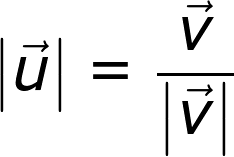 |u⃗| = v⃗ / |v⃗|